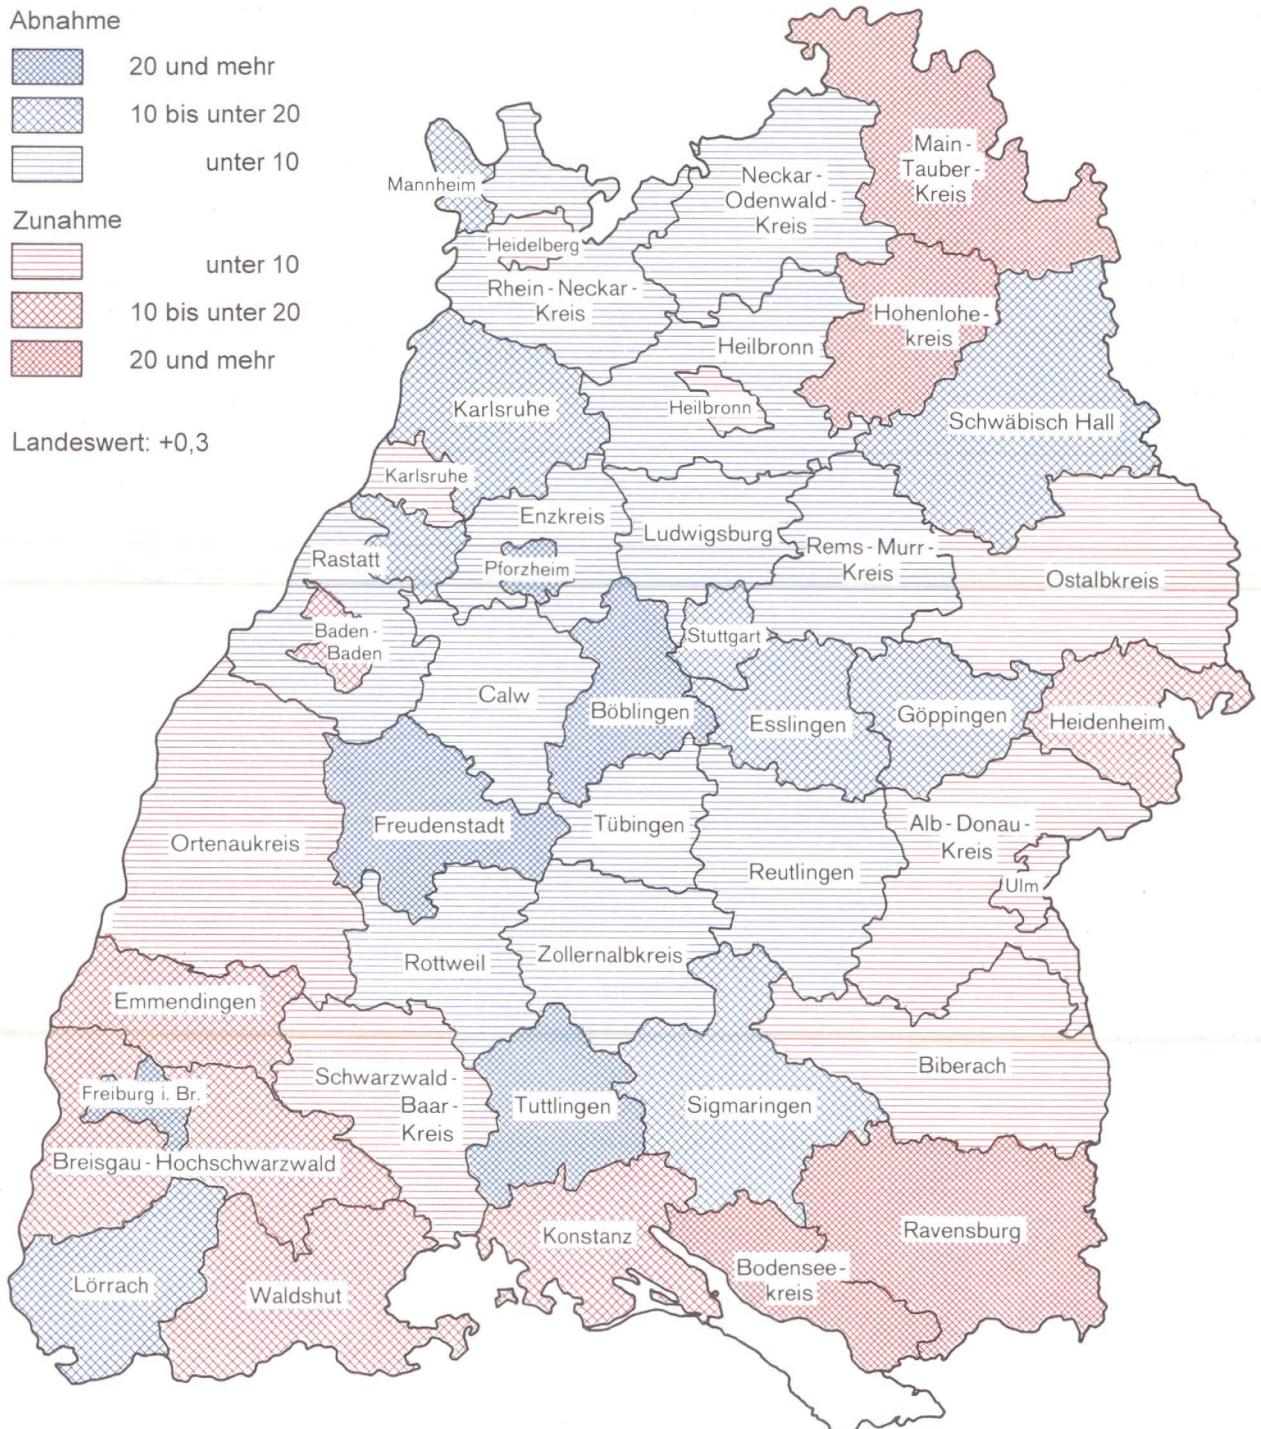 Abnahme
20 und mehr
10 bis unter 20
unter 10
Zunahme
unter 10
10 bis unter 20
20 und mehr
Landeswert: +0,3
Main-
Tauber-
Kreis
Neckar-
Odenwald-
Kreis
Mannheim
Heidelberg
Rhein-Neckar-
Kreis
Hohenlohe-
kreis
Heilbronn
Heilbronn
Karlsruhe
Schwäbisch Hall
Karlsruhe
Enzkreis
Ludwigsburg
Rems-Murr-
Kreis
Rastatt
Pforzheim
Ostalbkreis
Baden-
Baden
Stuttgart
Calw
Böblingen
Esslingen
Göppingen
Heidenheim
Freudenstadt
Tübingen
Alb-Donau-
Kreis
Ortenaukreis
Reutlingen
Ulm
Rottweil
Zollernalbkreis
Emmendingen
Biberach
Schwarzwald-
Baar-
Kreis
Freiburg i. Br.
Tuttlingen
Sigmaringen
Breisgau-Hochschwarzwald
Konstanz
Ravensburg
Bodensee-
kreis
Lörrach
Waldshut